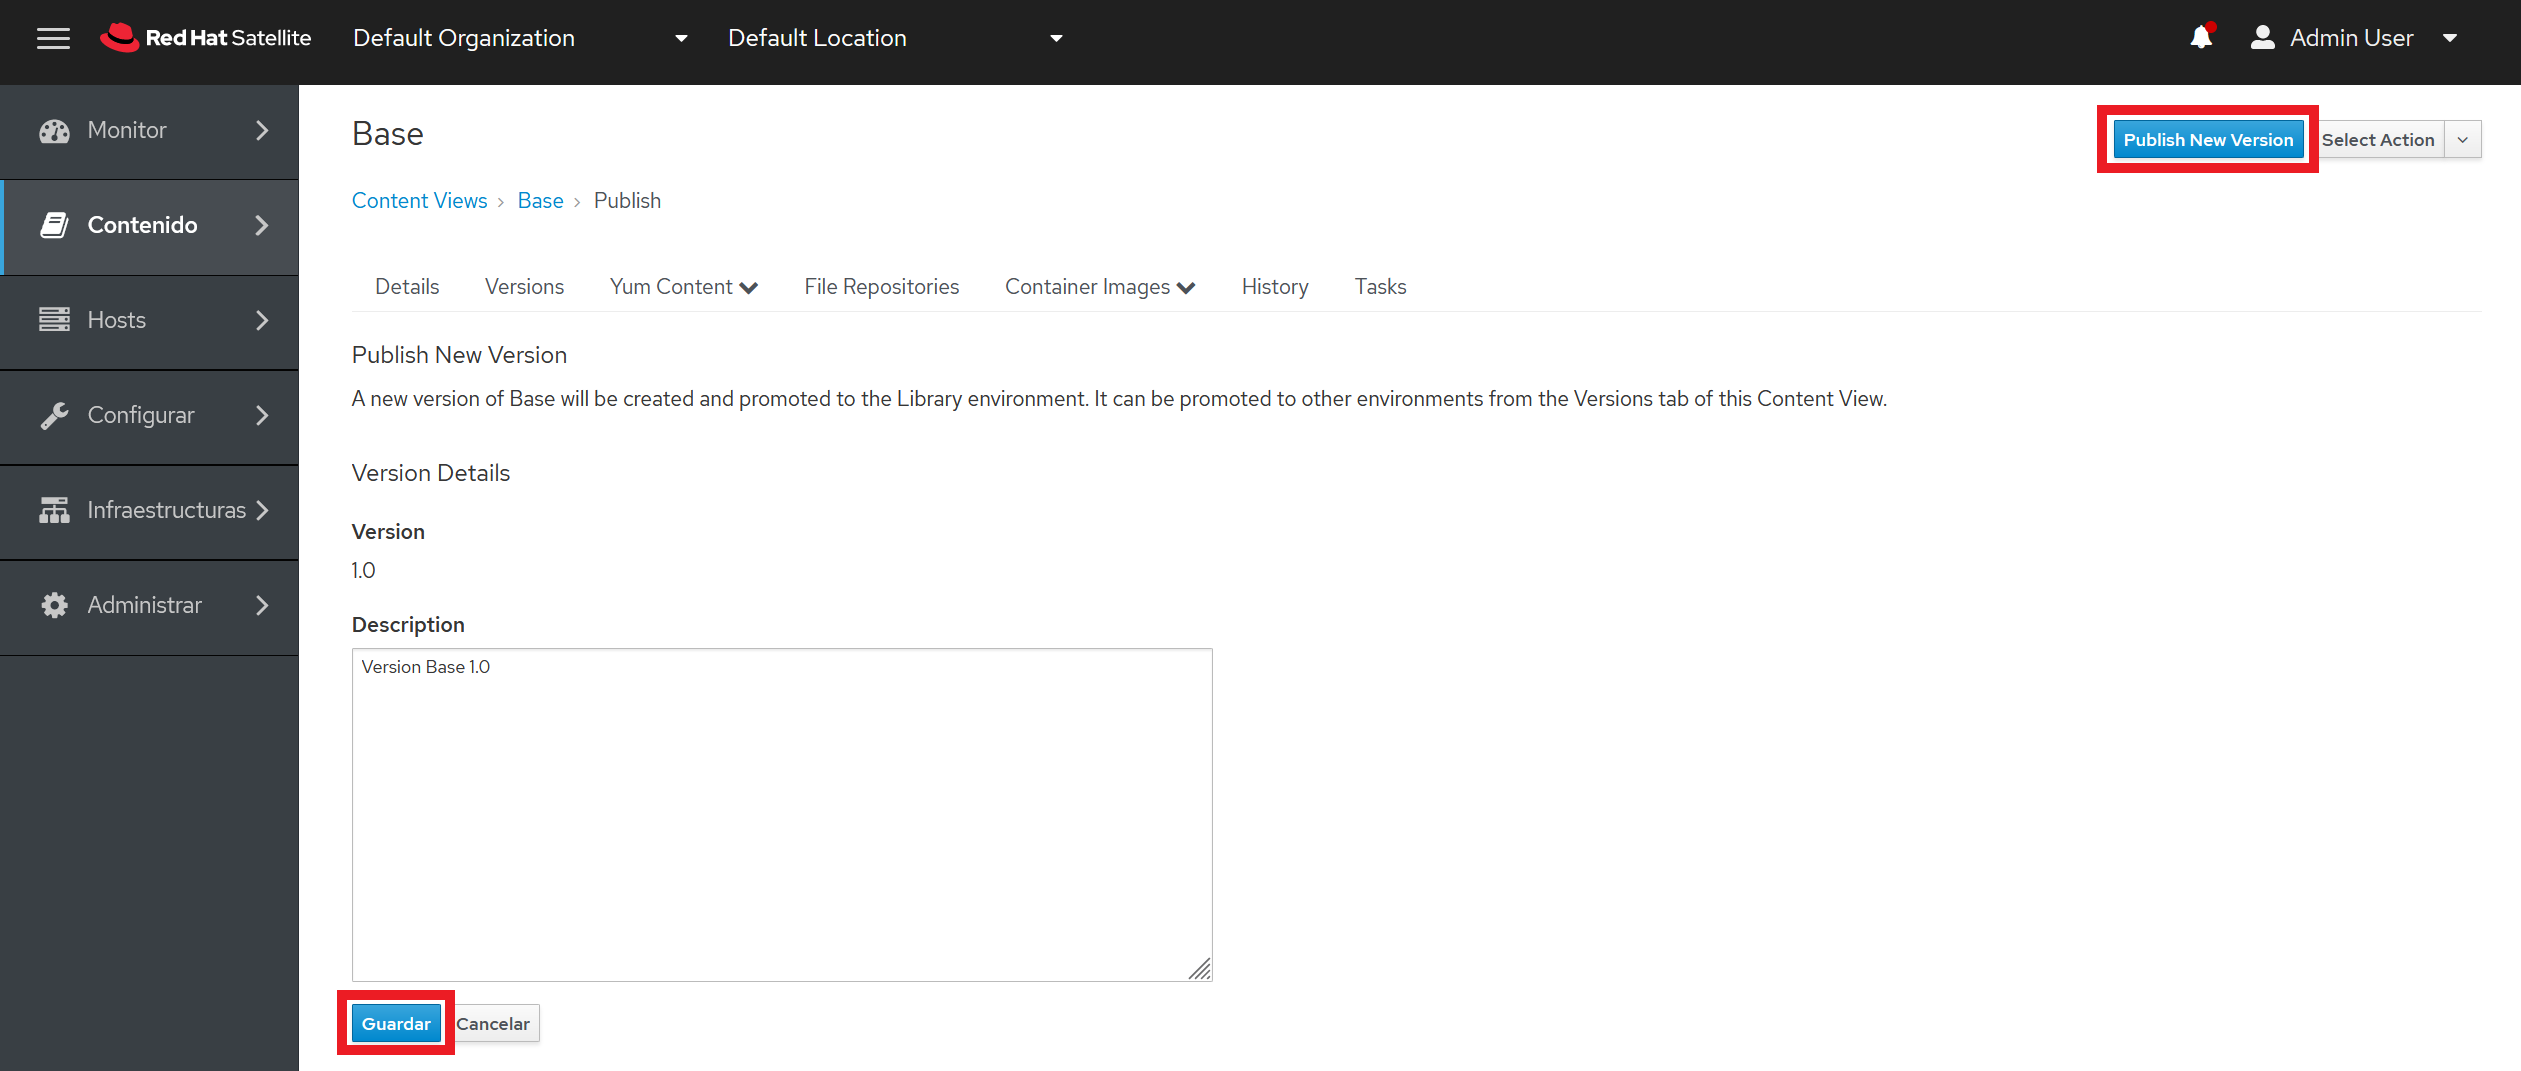 Red Hat Satellite Default Organization Default Location Admin User
Monitor
Contenido
Hosts
Configurar
Infraestructuras
Administrar
Base
Publish New Version Select Action
Content Views › Base › Publish
Details Versions Yum Content File Repositories Container Images History Tasks
Publish New Version
A new version of Base will be created and promoted to the Library environment. It can be promoted to other environments from the Versions tab of this Content View.
Version Details
Version
1.0
Description
Version Base 1.0
Guardar Cancelar